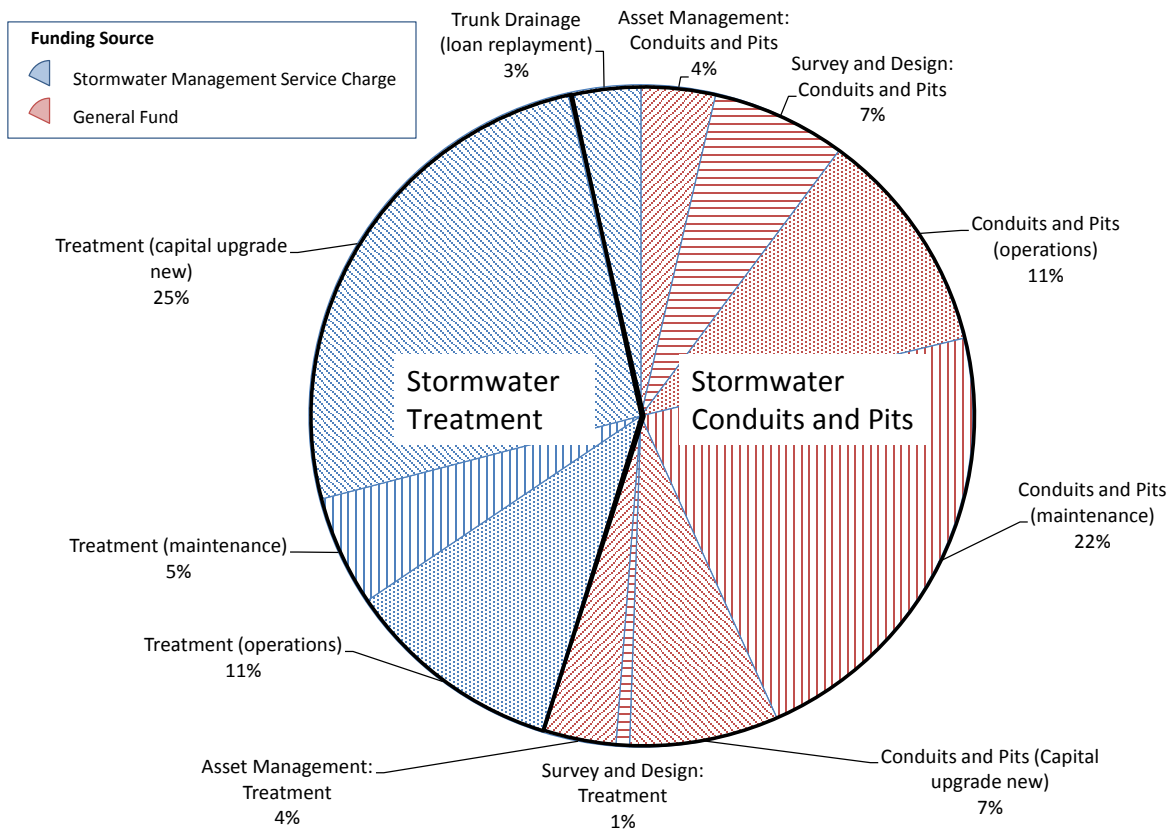 Funding Source
Stormwater Management Service Charge
General Fund
Trunk Drainage
(loan replayment)
3%
Asset Management:
Conduits and Pits
4%
Survey and Design:
Conduits and Pits
7%
Conduits and Pits
(operations)
11%
Conduits and Pits
(maintenance)
22%
Conduits and Pits (Capital
upgrade new)
7%
Survey and Design:
Treatment
1%
Asset Management:
Treatment
4%
Treatment (operations)
11%
Treatment (maintenance)
5%
Treatment (capital upgrade
new)
25%
Stormwater
Treatment
Stormwater
Conduits and Pits